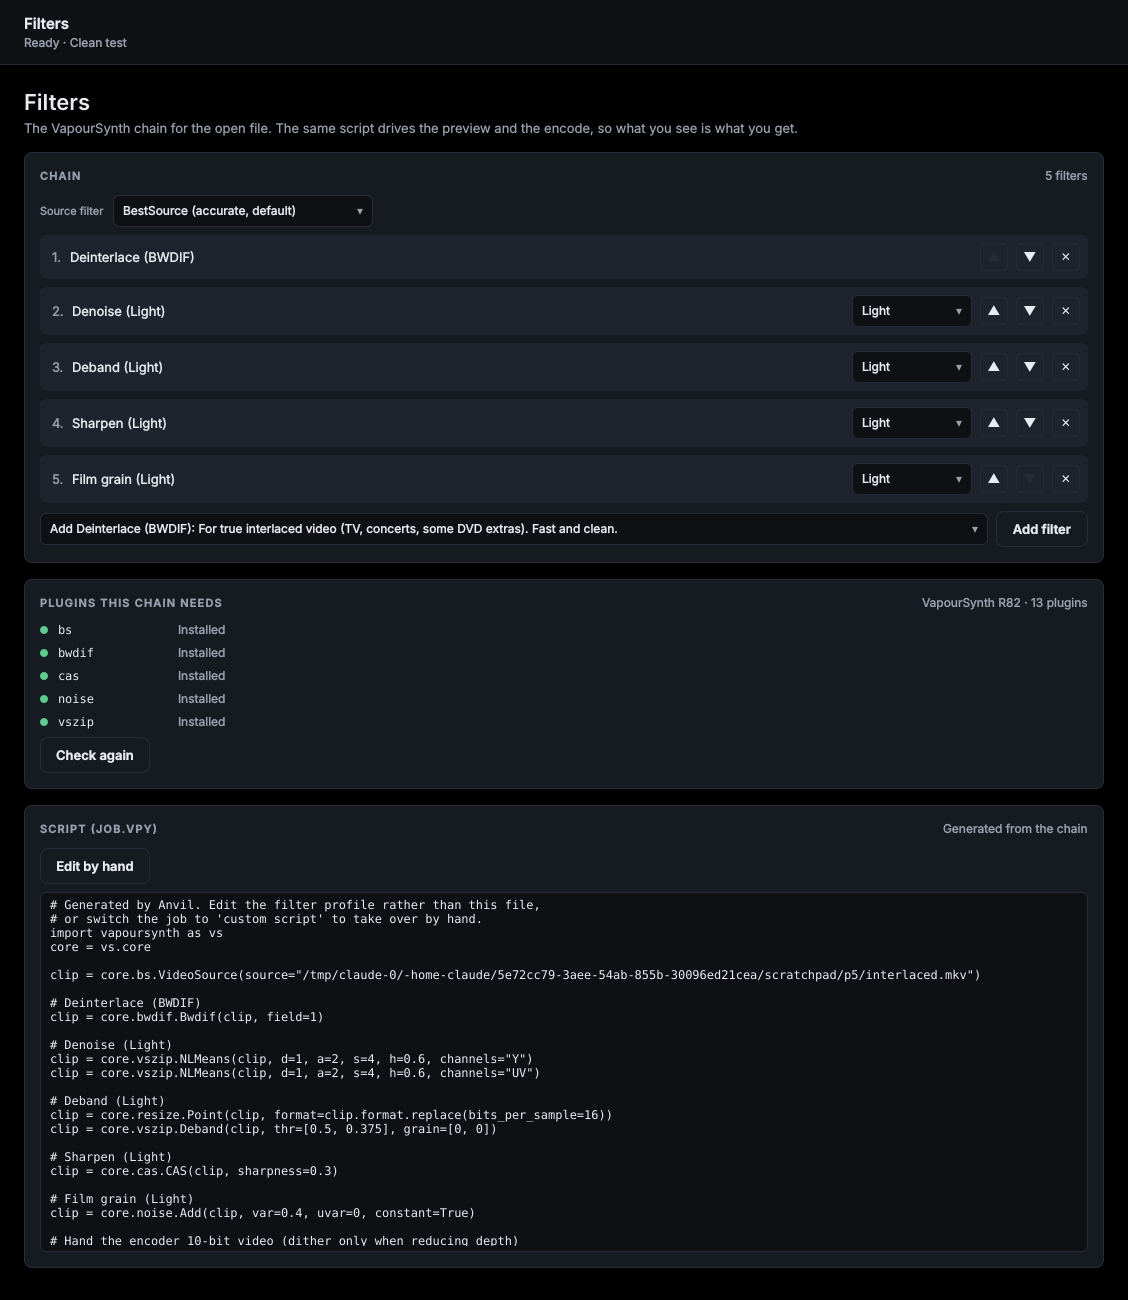 Filters
Ready · Clean test
Filters
The VapourSynth chain for the open file. The same script drives the preview and the encode, so what you see is what you get.
CHAIN
5 filters
Source filter
BestSource (accurate, default)
1. Deinterlace (BWDIF)
2. Denoise (Light)
Light
3. Deband (Light)
Light
4. Sharpen (Light)
Light
5. Film grain (Light)
Light
Add Deinterlace (BWDIF): For true interlaced video (TV, concerts, some DVD extras). Fast and clean.
Add filter
PLUGINS THIS CHAIN NEEDS
VapourSynth R82 · 13 plugins
bs Installed
bwdif Installed
cas Installed
noise Installed
vszip Installed
Check again
SCRIPT (JOB.VPY)
Generated from the chain
Edit by hand
# Generated by Anvil. Edit the filter profile rather than this file,
# or switch the job to 'custom script' to take over by hand.
import vapoursynth as vs
core = vs.core
clip = core.bs.VideoSource(source="/tmp/claude-0/-home-claude/5e72cc79-3aee-54ab-855b-30096ed21cea/scratchpad/p5/interlaced.mkv")
# Deinterlace (BWDIF)
clip = core.bwdif.Bwdif(clip, field=1)
# Denoise (Light)
clip = core.vszip.NLMeans(clip, d=1, a=2, s=4, h=0.6, channels="Y")
clip = core.vszip.NLMeans(clip, d=1, a=2, s=4, h=0.6, channels="UV")
# Deband (Light)
clip = core.resize.Point(clip, format=clip.format.replace(bits_per_sample=16))
clip = core.vszip.Deband(clip, thr=[0.5, 0.375], grain=[0, 0])
# Sharpen (Light)
clip = core.cas.CAS(clip, sharpness=0.3)
# Film grain (Light)
clip = core.noise.Add(clip, var=0.4, uvar=0, constant=True)
# Hand the encoder 10-bit video (dither only when reducing depth)